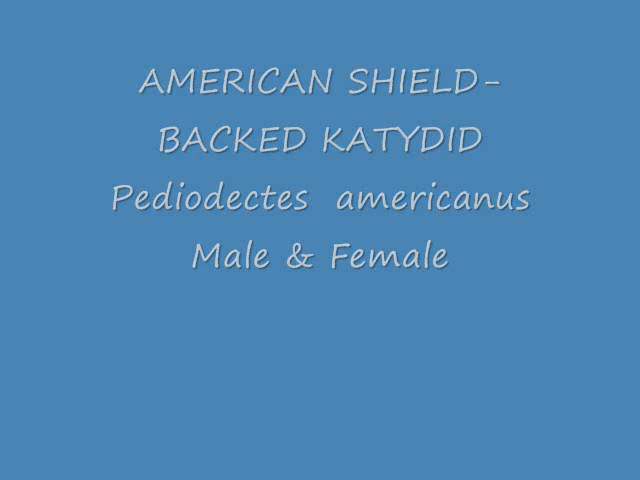 AMERICAN SHIELD-
BACKED KATYDID
Pediodectes americanus
Male & Female